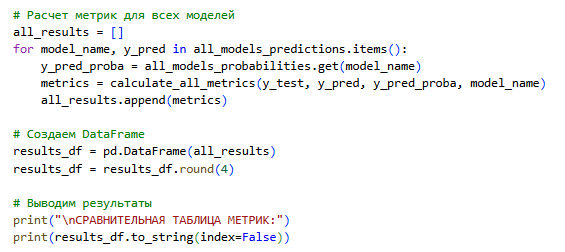 # Расчет метрик для всех моделей
all_results = []
for model_name, y_pred in all_models_predictions.items():
    y_pred_proba = all_models_probabilities.get(model_name)
    metrics = calculate_all_metrics(y_test, y_pred, y_pred_proba, model_name)
    all_results.append(metrics)

# Создаем DataFrame
results_df = pd.DataFrame(all_results)
results_df = results_df.round(4)

# Выводим результаты
print("\nСРАВНИТЕЛЬНАЯ ТАБЛИЦА МЕТРИК:")
print(results_df.to_string(index=False))